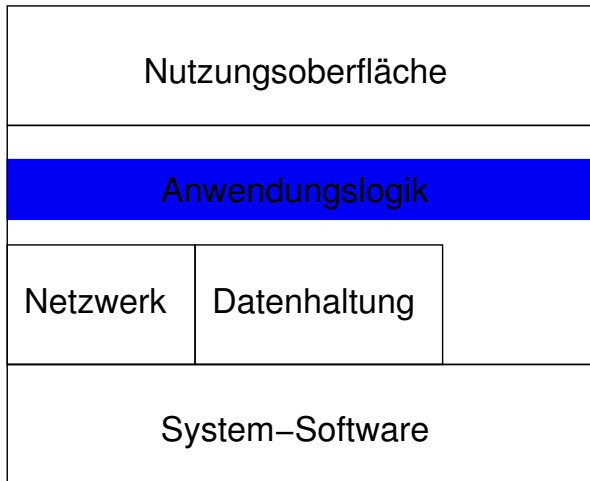 Nutzungsoberfläche
Anwendungslogik
Netzwerk Datenhaltung
System−Software